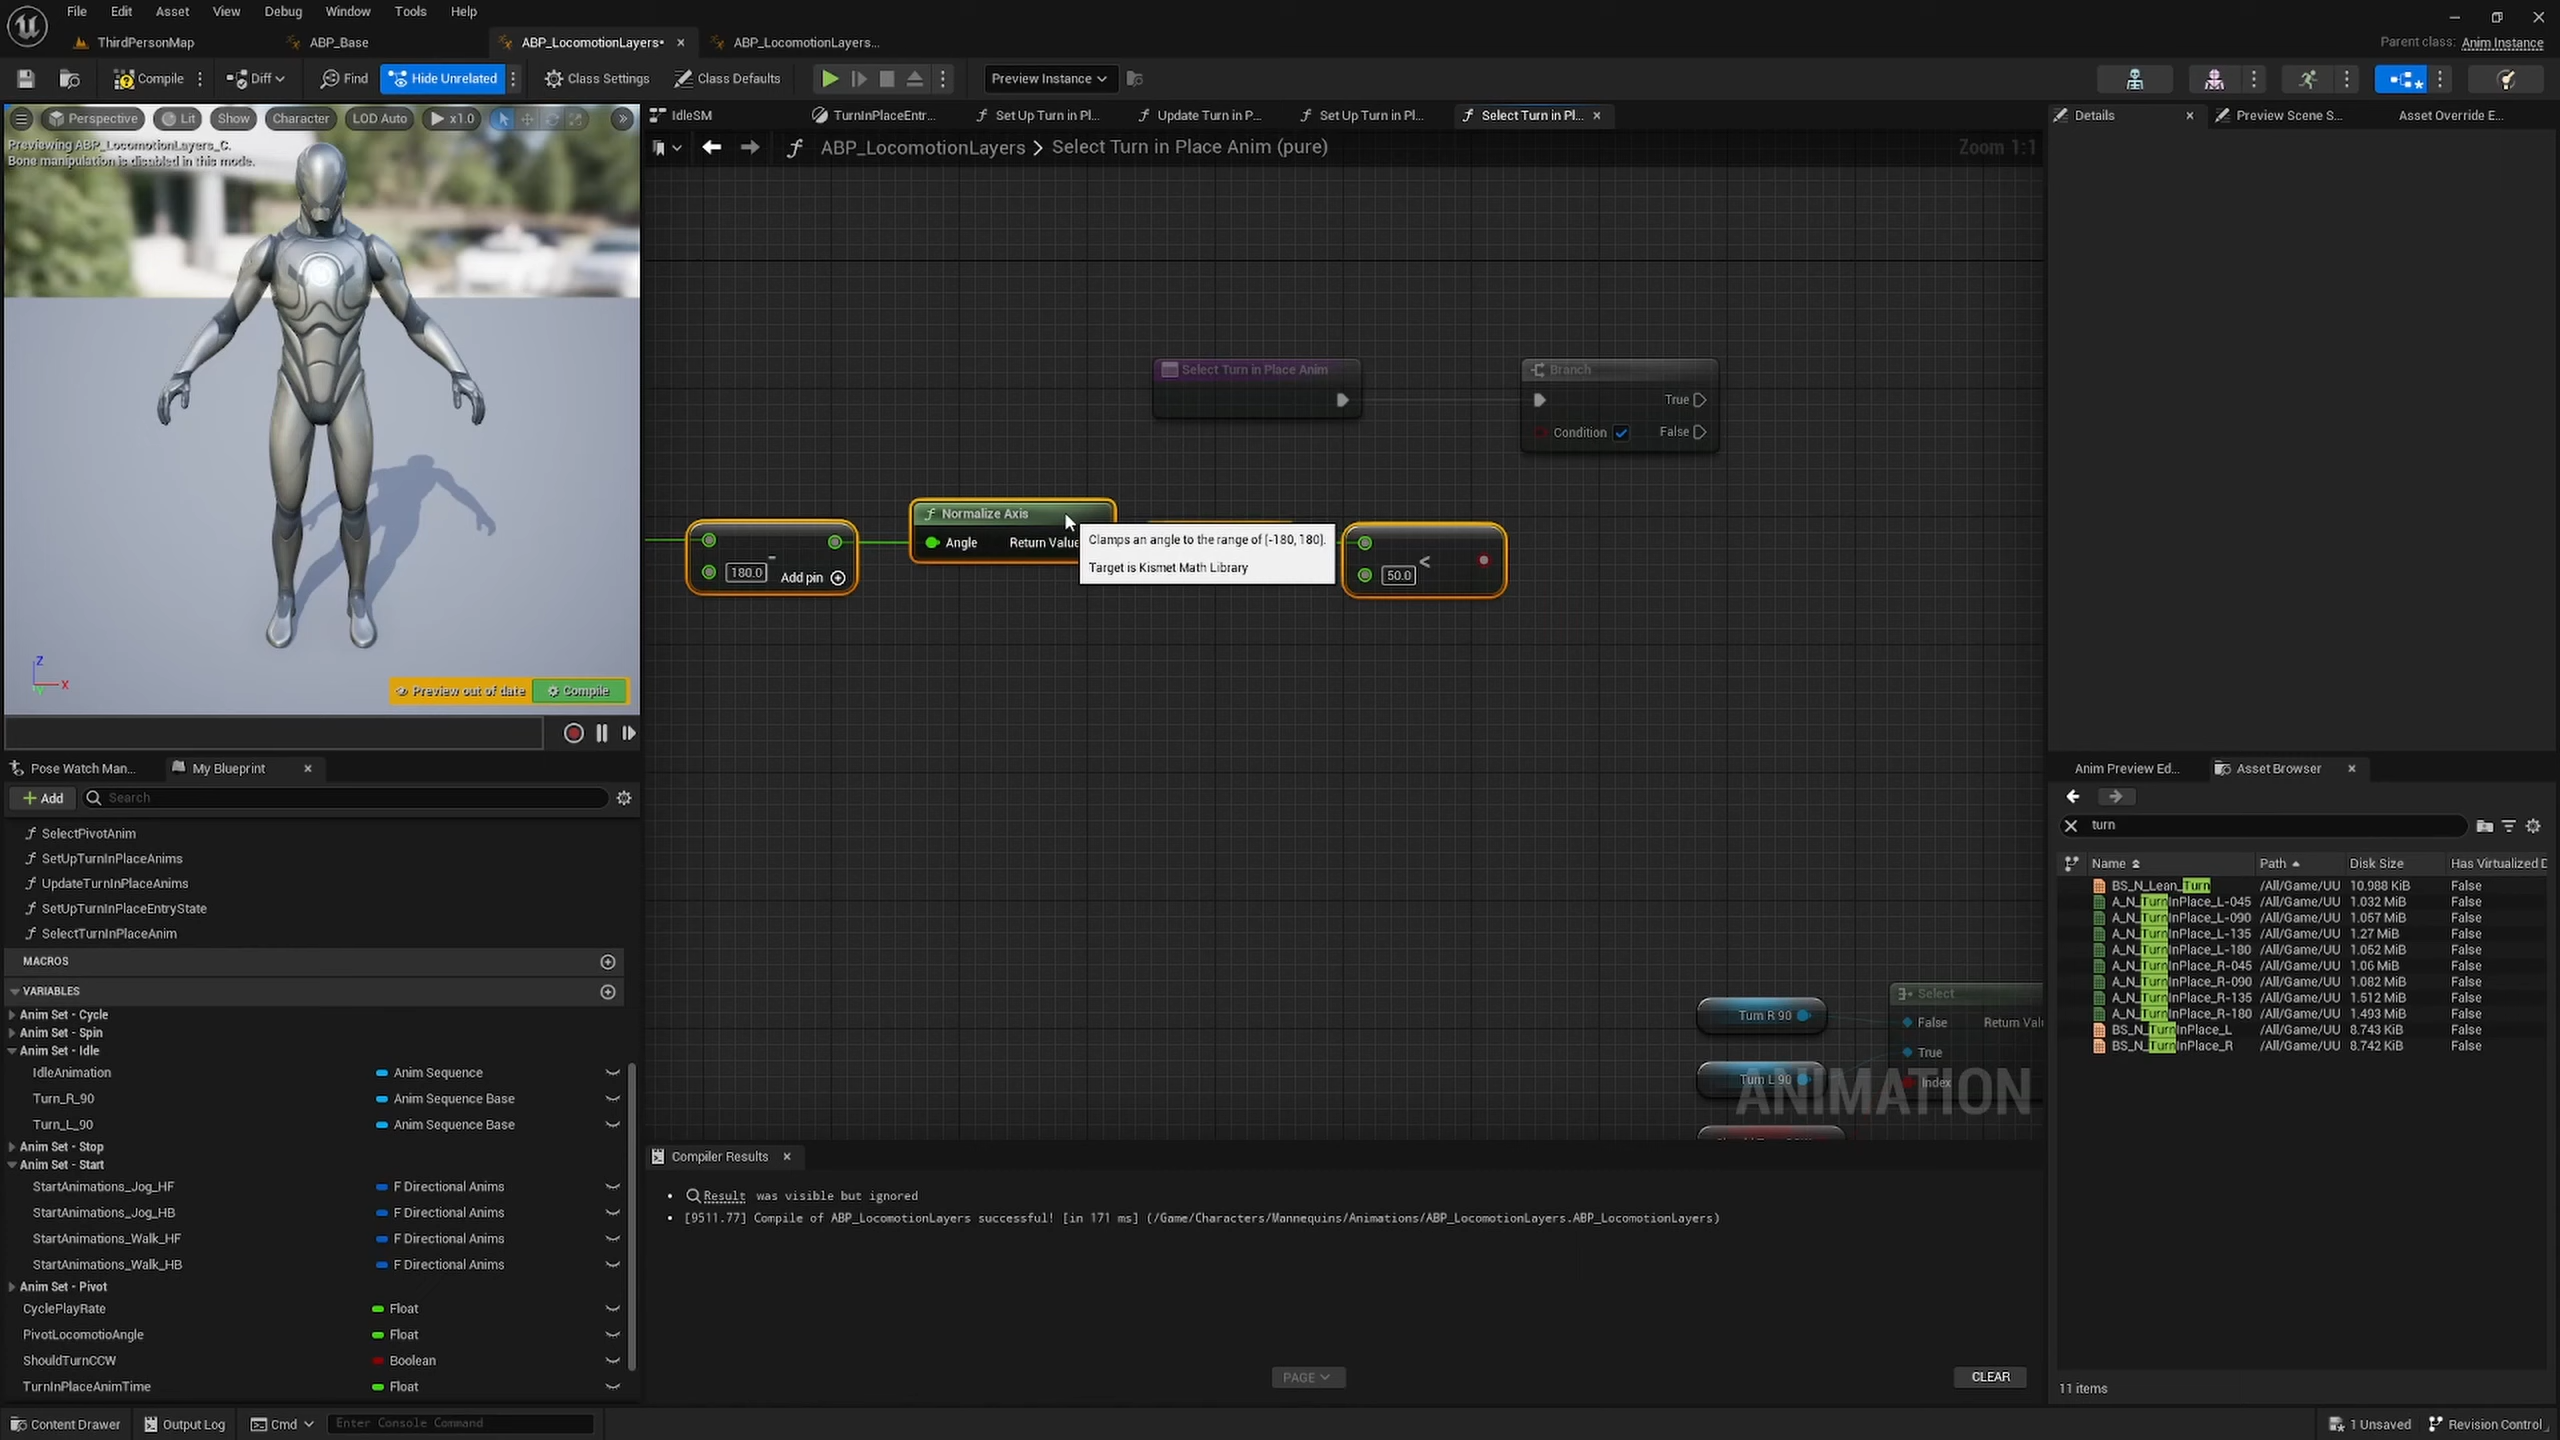 File Edit Asset View Debug Window Tools Help
ThirdPersonMap
ABP_Base
ABP_LocomotionLayers•
ABP_LocomotionLayers...
Parent class: Anim Instance
Compile
Diff
Find
Hide Unrelated
Class Settings
Class Defaults
Preview Instance
Perspective
Lit
Show
Character
LOD Auto
x1.0
Previewing ABP_LocomotionLayers_C.
Bone manipulation is disabled in this mode.
Z
X
Y
Preview out of date
Compile
IdleSM
TurnInPlaceEntr...
Set Up Turn in Pl...
Update Turn in P...
Set Up Turn in Pl...
Select Turn in Pl...
ABP_LocomotionLayers > Select Turn in Place Anim (pure)
Zoom 1:1
Select Turn in Place Anim
Branch
True
Condition
False
-
180.0
Add pin
Normalize Axis
Angle
Return Value
Clamps an angle to the range of (-180, 180].
Target is Kismet Math Library
<
50.0
Turn R 90
Turn L 90
Select
False
Return Valu
True
Index
ANIMATION
Compiler Results
Result was visible but ignored
[9511.77] Compile of ABP_LocomotionLayers successful! [in 171 ms] (/Game/Characters/Mannequins/Animations/ABP_LocomotionLayers.ABP_LocomotionLayers)
PAGE
CLEAR
Pose Watch Man...
My Blueprint
Add
Search
SelectPivotAnim
SetUpTurnInPlaceAnims
UpdateTurnInPlaceAnims
SetUpTurnInPlaceEntryState
SelectTurnInPlaceAnim
MACROS
VARIABLES
Anim Set - Cycle
Anim Set - Spin
Anim Set - Idle
IdleAnimation Anim Sequence
Turn_R_90 Anim Sequence Base
Turn_L_90 Anim Sequence Base
Anim Set - Stop
Anim Set - Start
StartAnimations_Jog_HF F Directional Anims
StartAnimations_Jog_HB F Directional Anims
StartAnimations_Walk_HF F Directional Anims
StartAnimations_Walk_HB F Directional Anims
Anim Set - Pivot
CyclePlayRate Float
PivotLocomotioAngle Float
ShouldTurnCCW Boolean
TurnInPlaceAnimTime Float
Details
Preview Scene S...
Asset Override E...
Anim Preview Ed...
Asset Browser
turn
Name Path Disk Size Has Virtualized D
BS_N_Lean_Turn /All/Game/UU 10.988 KiB False
A_N_TurnInPlace_L-045 /All/Game/UU 1.032 MiB False
A_N_TurnInPlace_L-090 /All/Game/UU 1.057 MiB False
A_N_TurnInPlace_L-135 /All/Game/UU 1.27 MiB False
A_N_TurnInPlace_L-180 /All/Game/UU 1.052 MiB False
A_N_TurnInPlace_R-045 /All/Game/UU 1.06 MiB False
A_N_TurnInPlace_R-090 /All/Game/UU 1.082 MiB False
A_N_TurnInPlace_R-135 /All/Game/UU 1.512 MiB False
A_N_TurnInPlace_R-180 /All/Game/UU 1.493 MiB False
BS_N_TurnInPlace_L /All/Game/UU 8.743 KiB False
BS_N_TurnInPlace_R /All/Game/UU 8.742 KiB False
11 items
Content Drawer
Output Log
Cmd
Enter Console Command
1 Unsaved
Revision Control